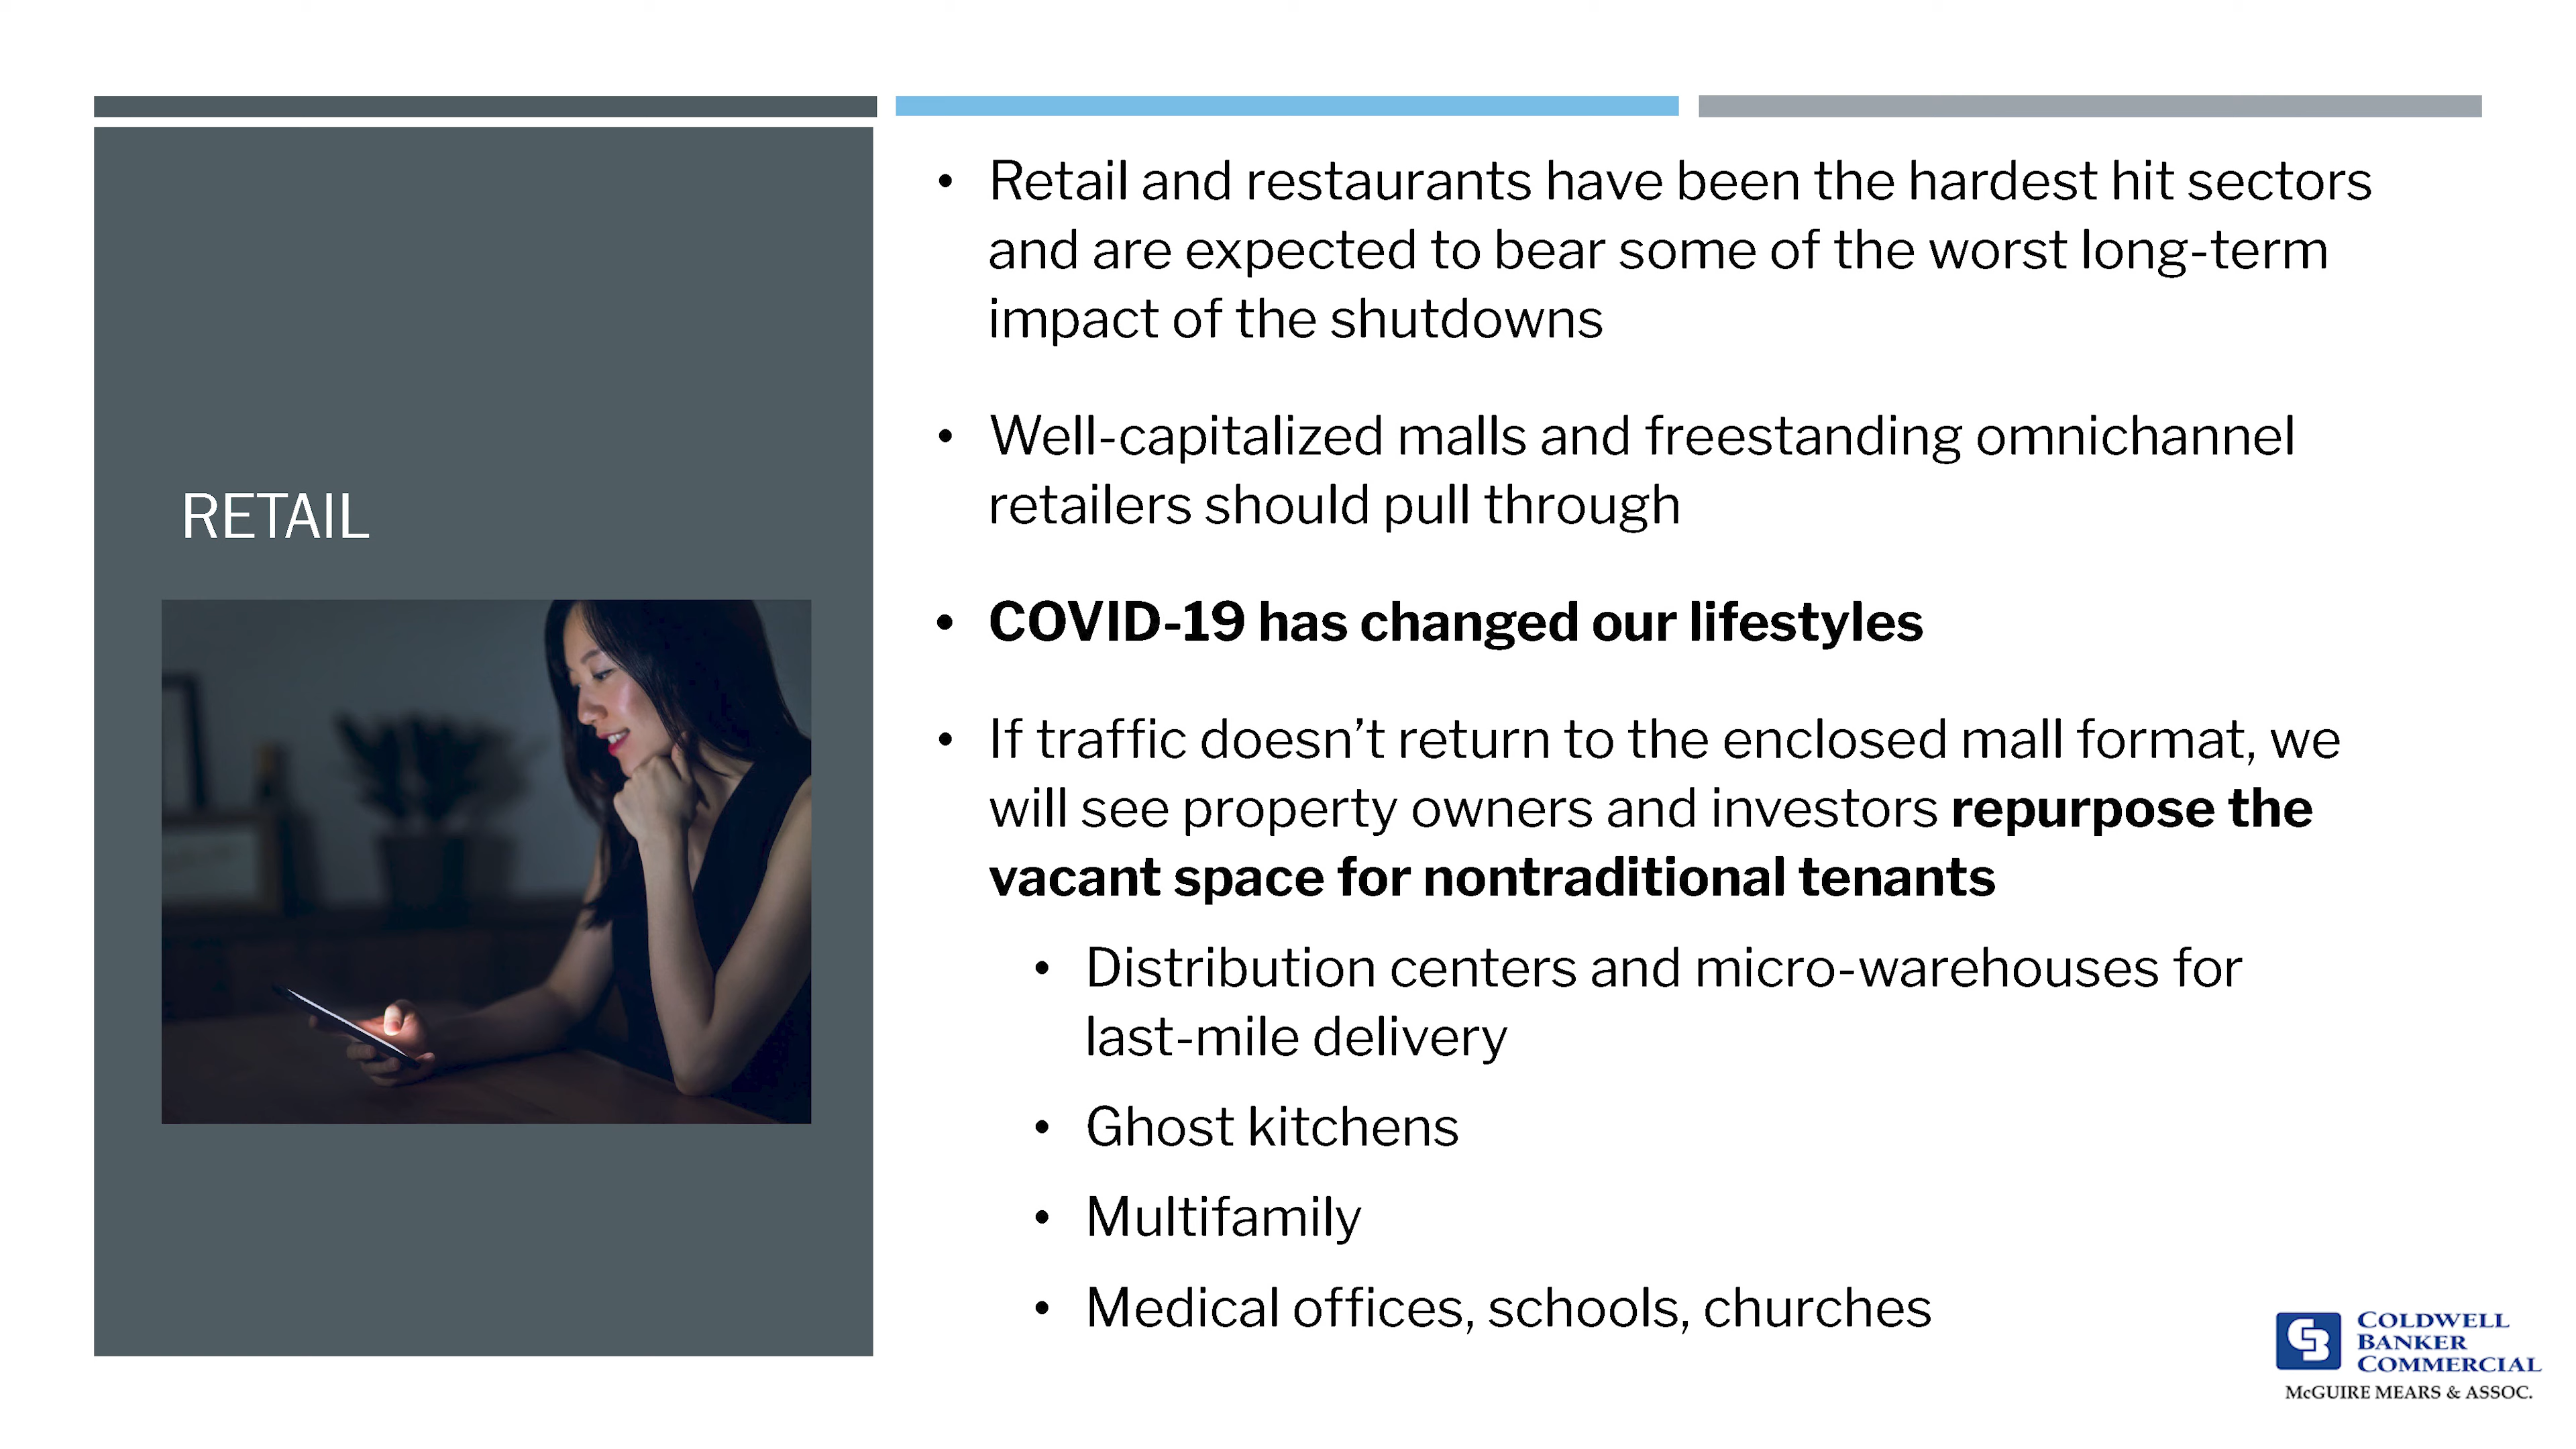 RETAIL
• Retail and restaurants have been the hardest hit sectors
and are expected to bear some of the worst long-term
impact of the shutdowns
• Well-capitalized malls and freestanding omnichannel
retailers should pull through
• COVID-19 has changed our lifestyles
• If traffic doesn’t return to the enclosed mall format, we
will see property owners and investors repurpose the
vacant space for nontraditional tenants
• Distribution centers and micro-warehouses for
last-mile delivery
• Ghost kitchens
• Multifamily
• Medical offices, schools, churches
CB
COLDWELL
BANKER
COMMERCIAL
McGUIRE MEARS & ASSOC.